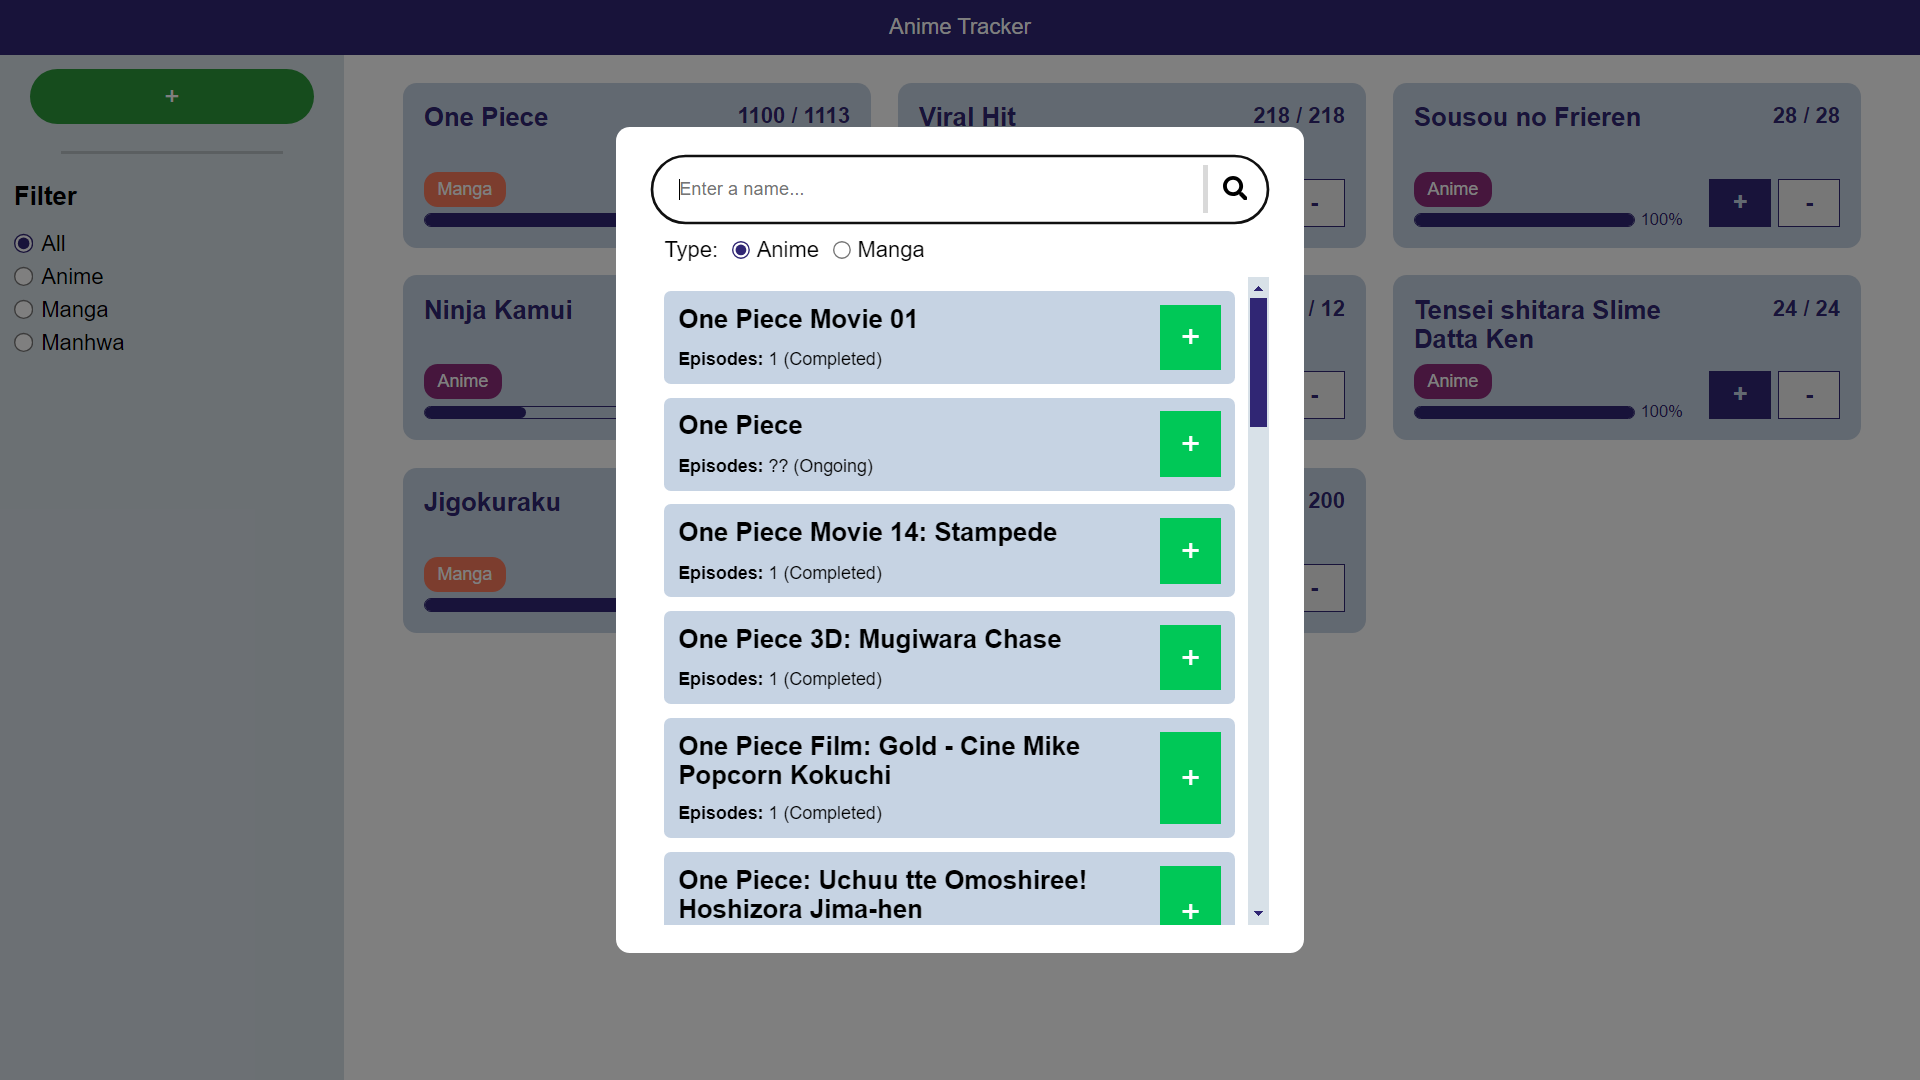 Anime Tracker
+
Filter
All
Anime
Manga
Manhwa
One Piece
1100 / 1113
Manga
Viral Hit
218 / 218
-
Sousou no Frieren
28 / 28
Anime
100%
+
-
Ninja Kamui
Anime
/ 12
-
Tensei shitara Slime
Datta Ken
24 / 24
Anime
100%
+
-
Jigokuraku
Manga
200
-
Enter a name...
Type: Anime Manga
One Piece Movie 01
Episodes: 1 (Completed)
+
One Piece
Episodes: ?? (Ongoing)
+
One Piece Movie 14: Stampede
Episodes: 1 (Completed)
+
One Piece 3D: Mugiwara Chase
Episodes: 1 (Completed)
+
One Piece Film: Gold - Cine Mike
Popcorn Kokuchi
Episodes: 1 (Completed)
+
One Piece: Uchuu tte Omoshiree!
Hoshizora Jima-hen
+